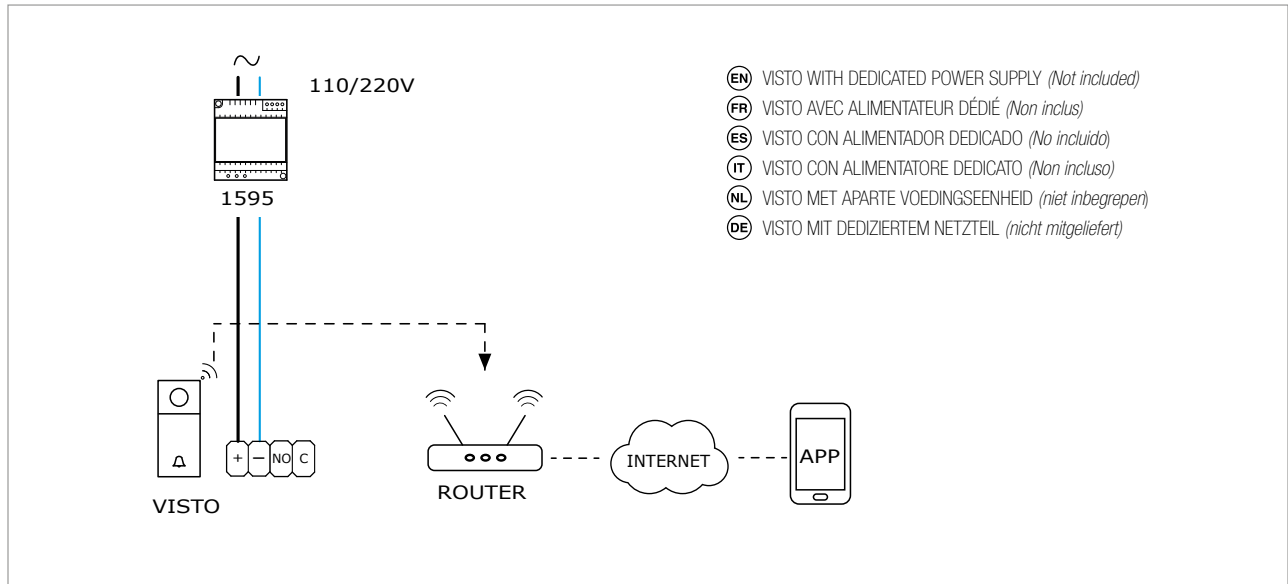 110/220V
1595
VISTO
+ – NO C
ROUTER
INTERNET
APP
EN VISTO WITH DEDICATED POWER SUPPLY (Not included)
FR VISTO AVEC ALIMENTATEUR DÉDIÉ (Non inclus)
ES VISTO CON ALIMENTADOR DEDICADO (No incluido)
IT VISTO CON ALIMENTATORE DEDICATO (Non incluso)
NL VISTO MET APARTE VOEDINGSEENHEID (niet inbegrepen)
DE VISTO MIT DEDIZIERTEM NETZTEIL (nicht mitgeliefert)